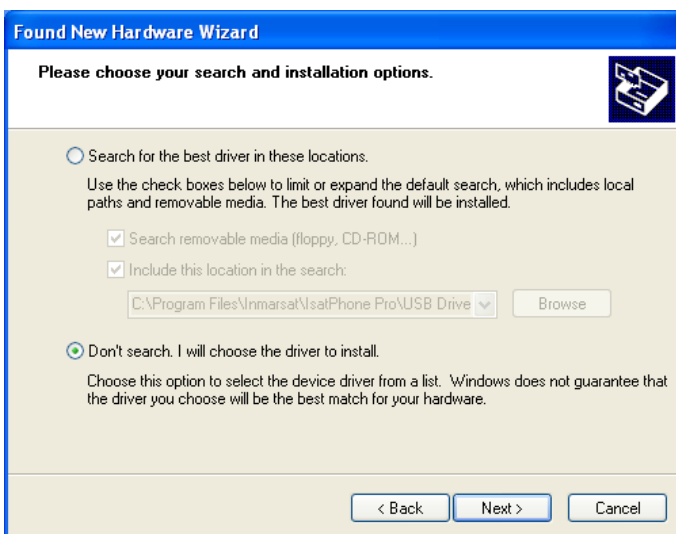 Found New Hardware Wizard
Please choose your search and installation options.
Search for the best driver in these locations.
Use the check boxes below to limit or expand the default search, which includes local
paths and removable media. The best driver found will be installed.
Search removable media (floppy, CD-ROM...)
Include this location in the search:
C:\Program Files\Inmarsat\IsatPhone Pro\USB Drive
Browse
Don't search. I will choose the driver to install.
Choose this option to select the device driver from a list. Windows does not guarantee that
the driver you choose will be the best match for your hardware.
< Back Next > Cancel